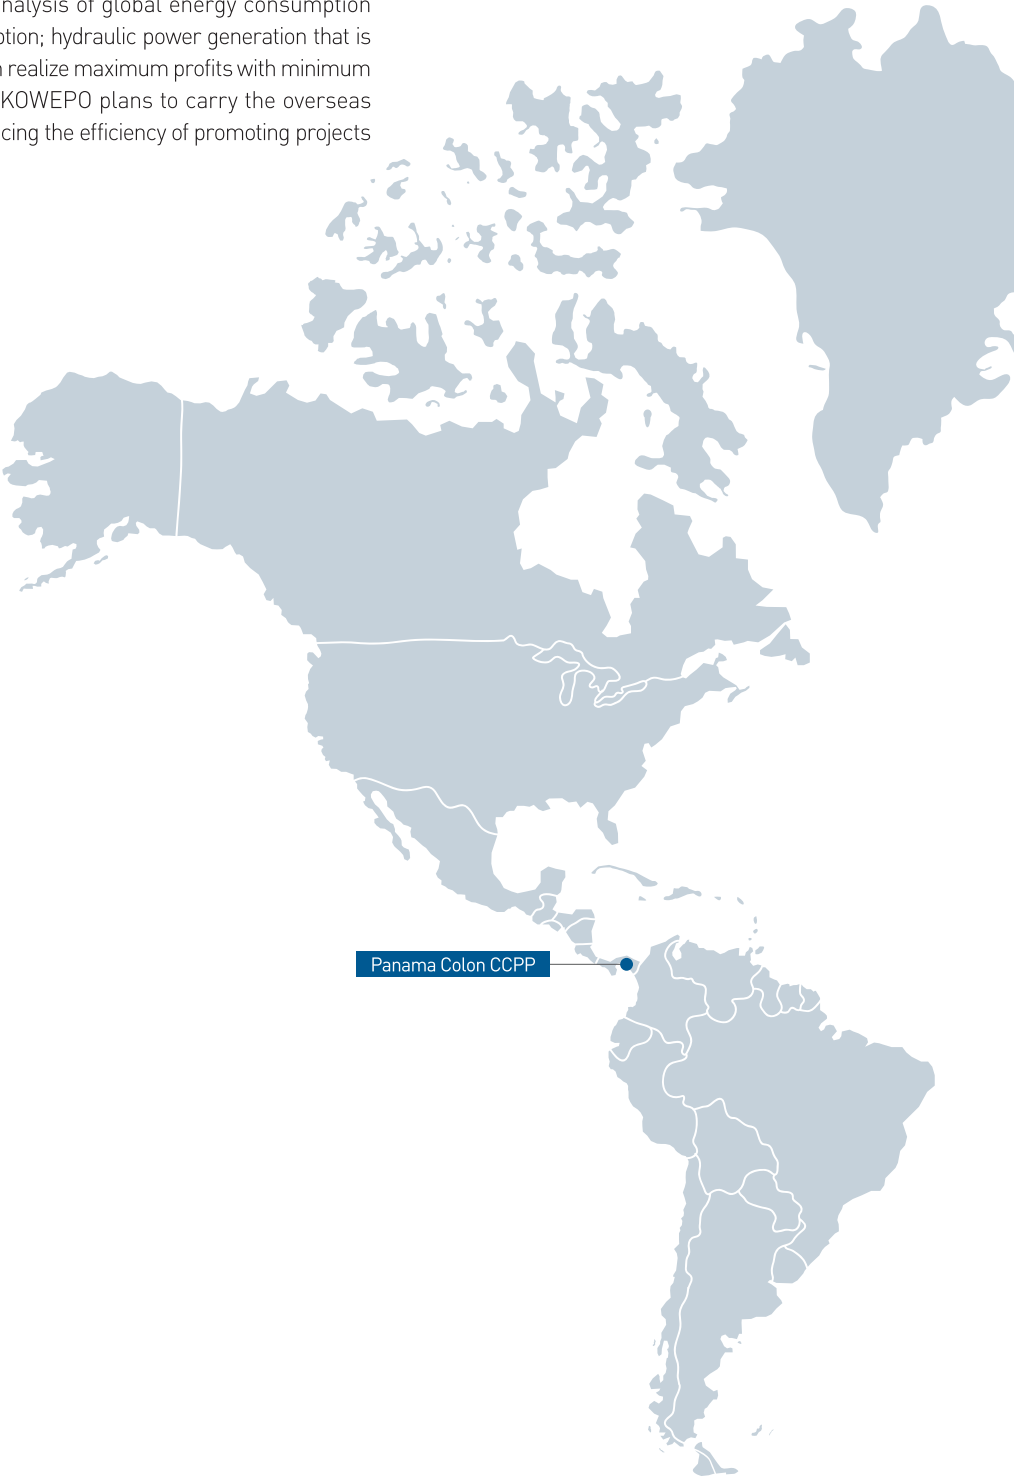 nalysis of global energy consumption
ption; hydraulic power generation that is
n realize maximum profits with minimum
KOWEPO plans to carry the overseas
cing the efficiency of promoting projects
Panama Colon CCPP